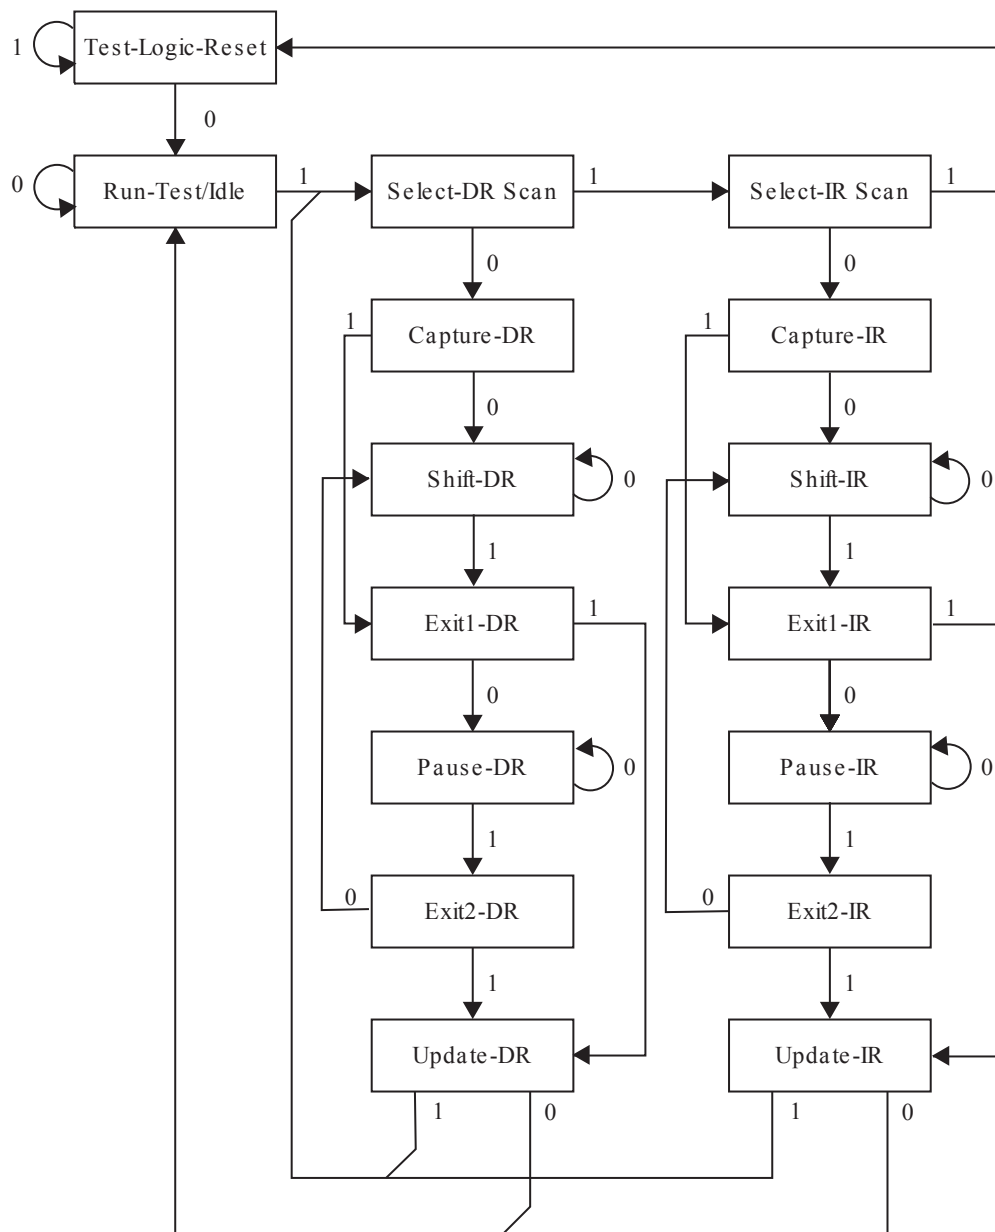 1
Test-Logic-Reset
0
0
Run-Test/Idle
1
Select-DR Scan
1
Select-IR Scan
1
0
0
1
Capture-DR
1
Capture-IR
0
0
Shift-DR
0
Shift-IR
0
1
1
Exit1-DR
1
Exit1-IR
1
0
0
Pause-DR
0
Pause-IR
0
1
1
0
Exit2-DR
0
Exit2-IR
1
1
Update-DR
Update-IR
1
0
1
0